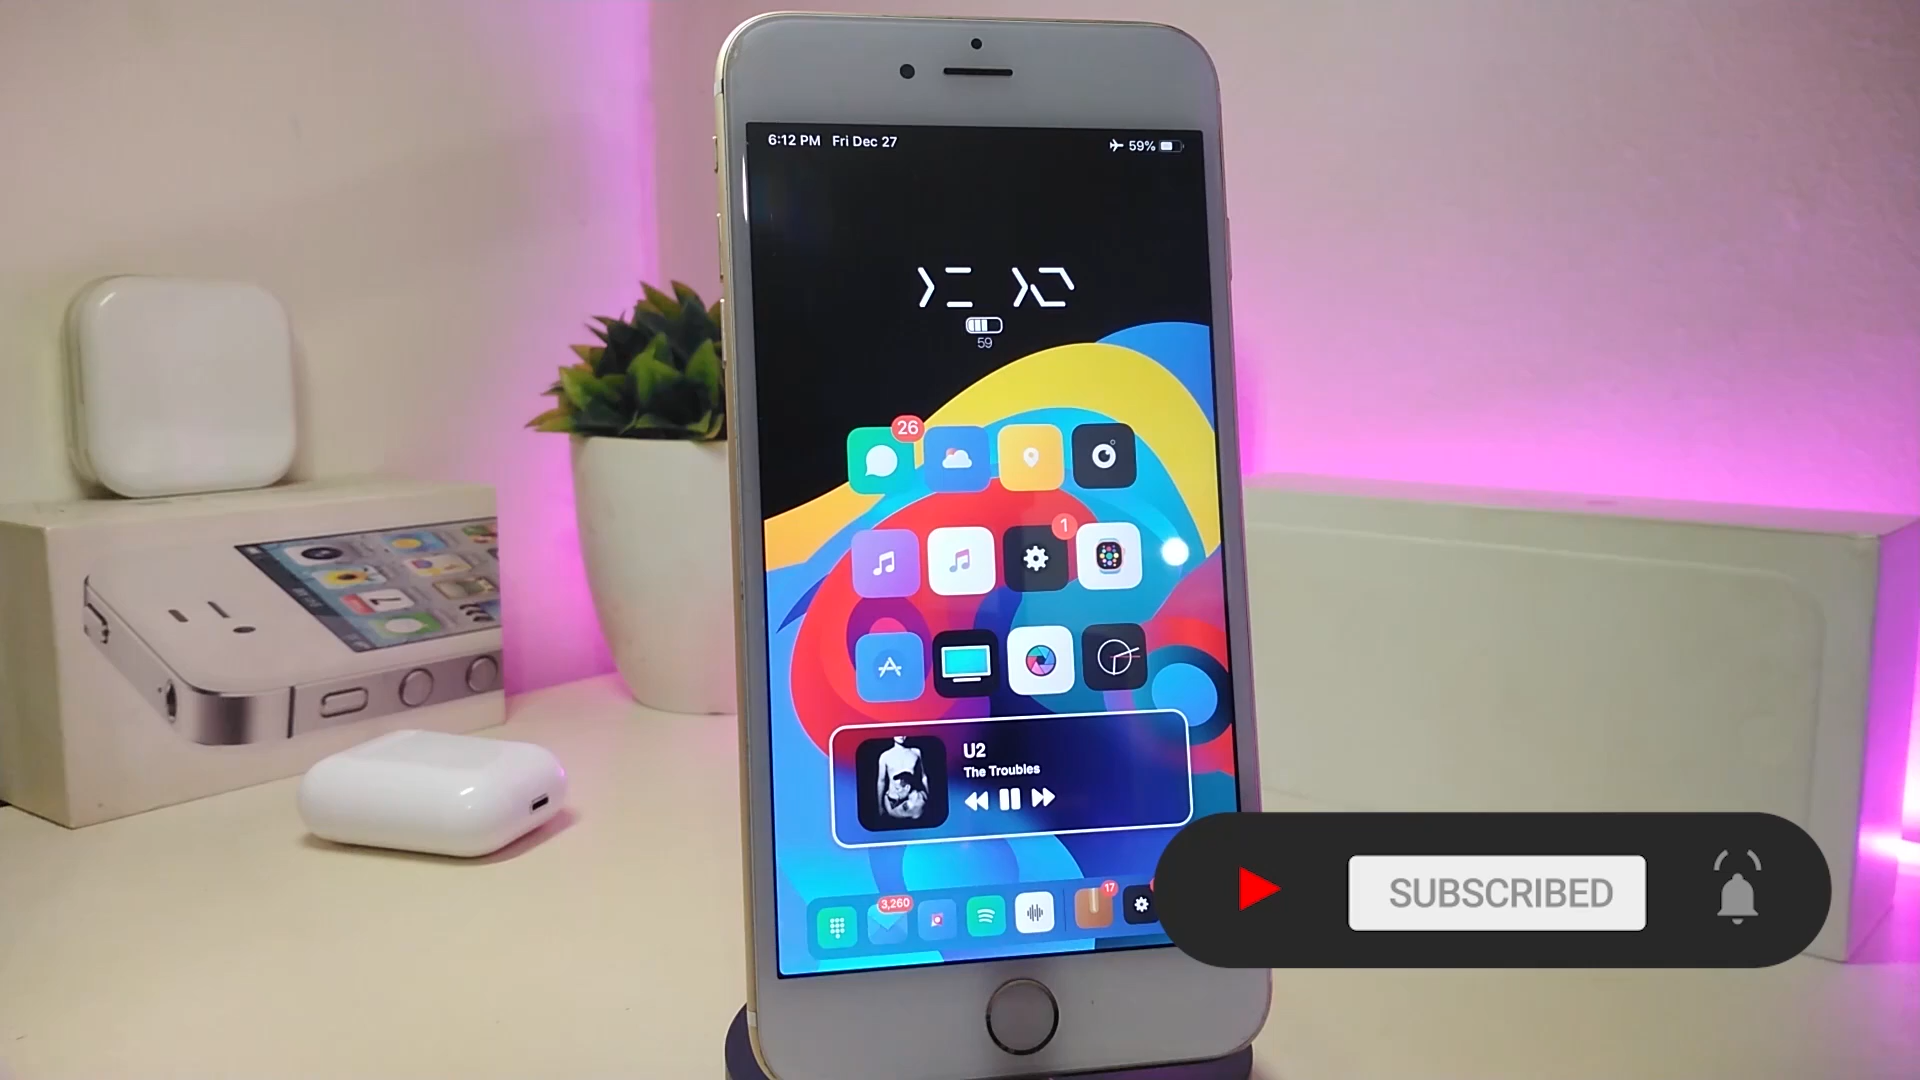 6:12 PM Fri Dec 27
59%
59
26
1
U2
The Troubles
3,260
17
SUBSCRIBED